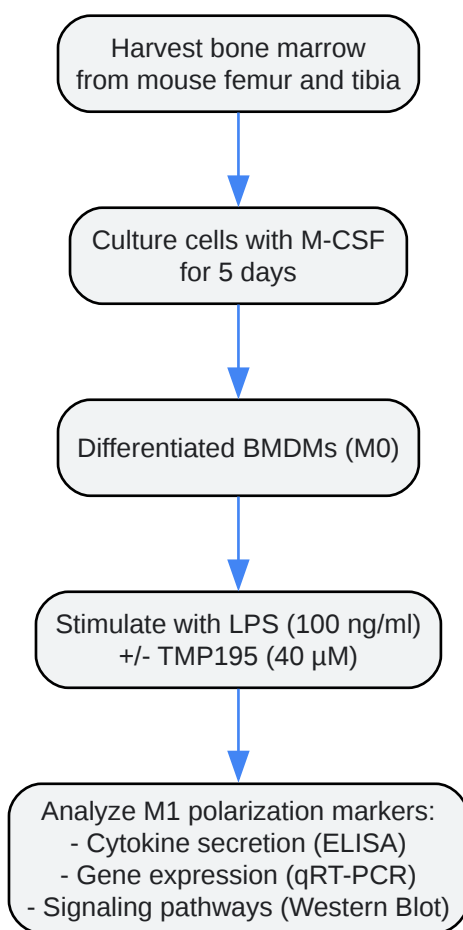 Harvest bone marrow
from mouse femur and tibia
Culture cells with M-CSF
for 5 days
Differentiated BMDMs (M0)
Stimulate with LPS (100 ng/ml)
+/- TMP195 (40 µM)
Analyze M1 polarization markers:
- Cytokine secretion (ELISA)
- Gene expression (qRT-PCR)
- Signaling pathways (Western Blot)